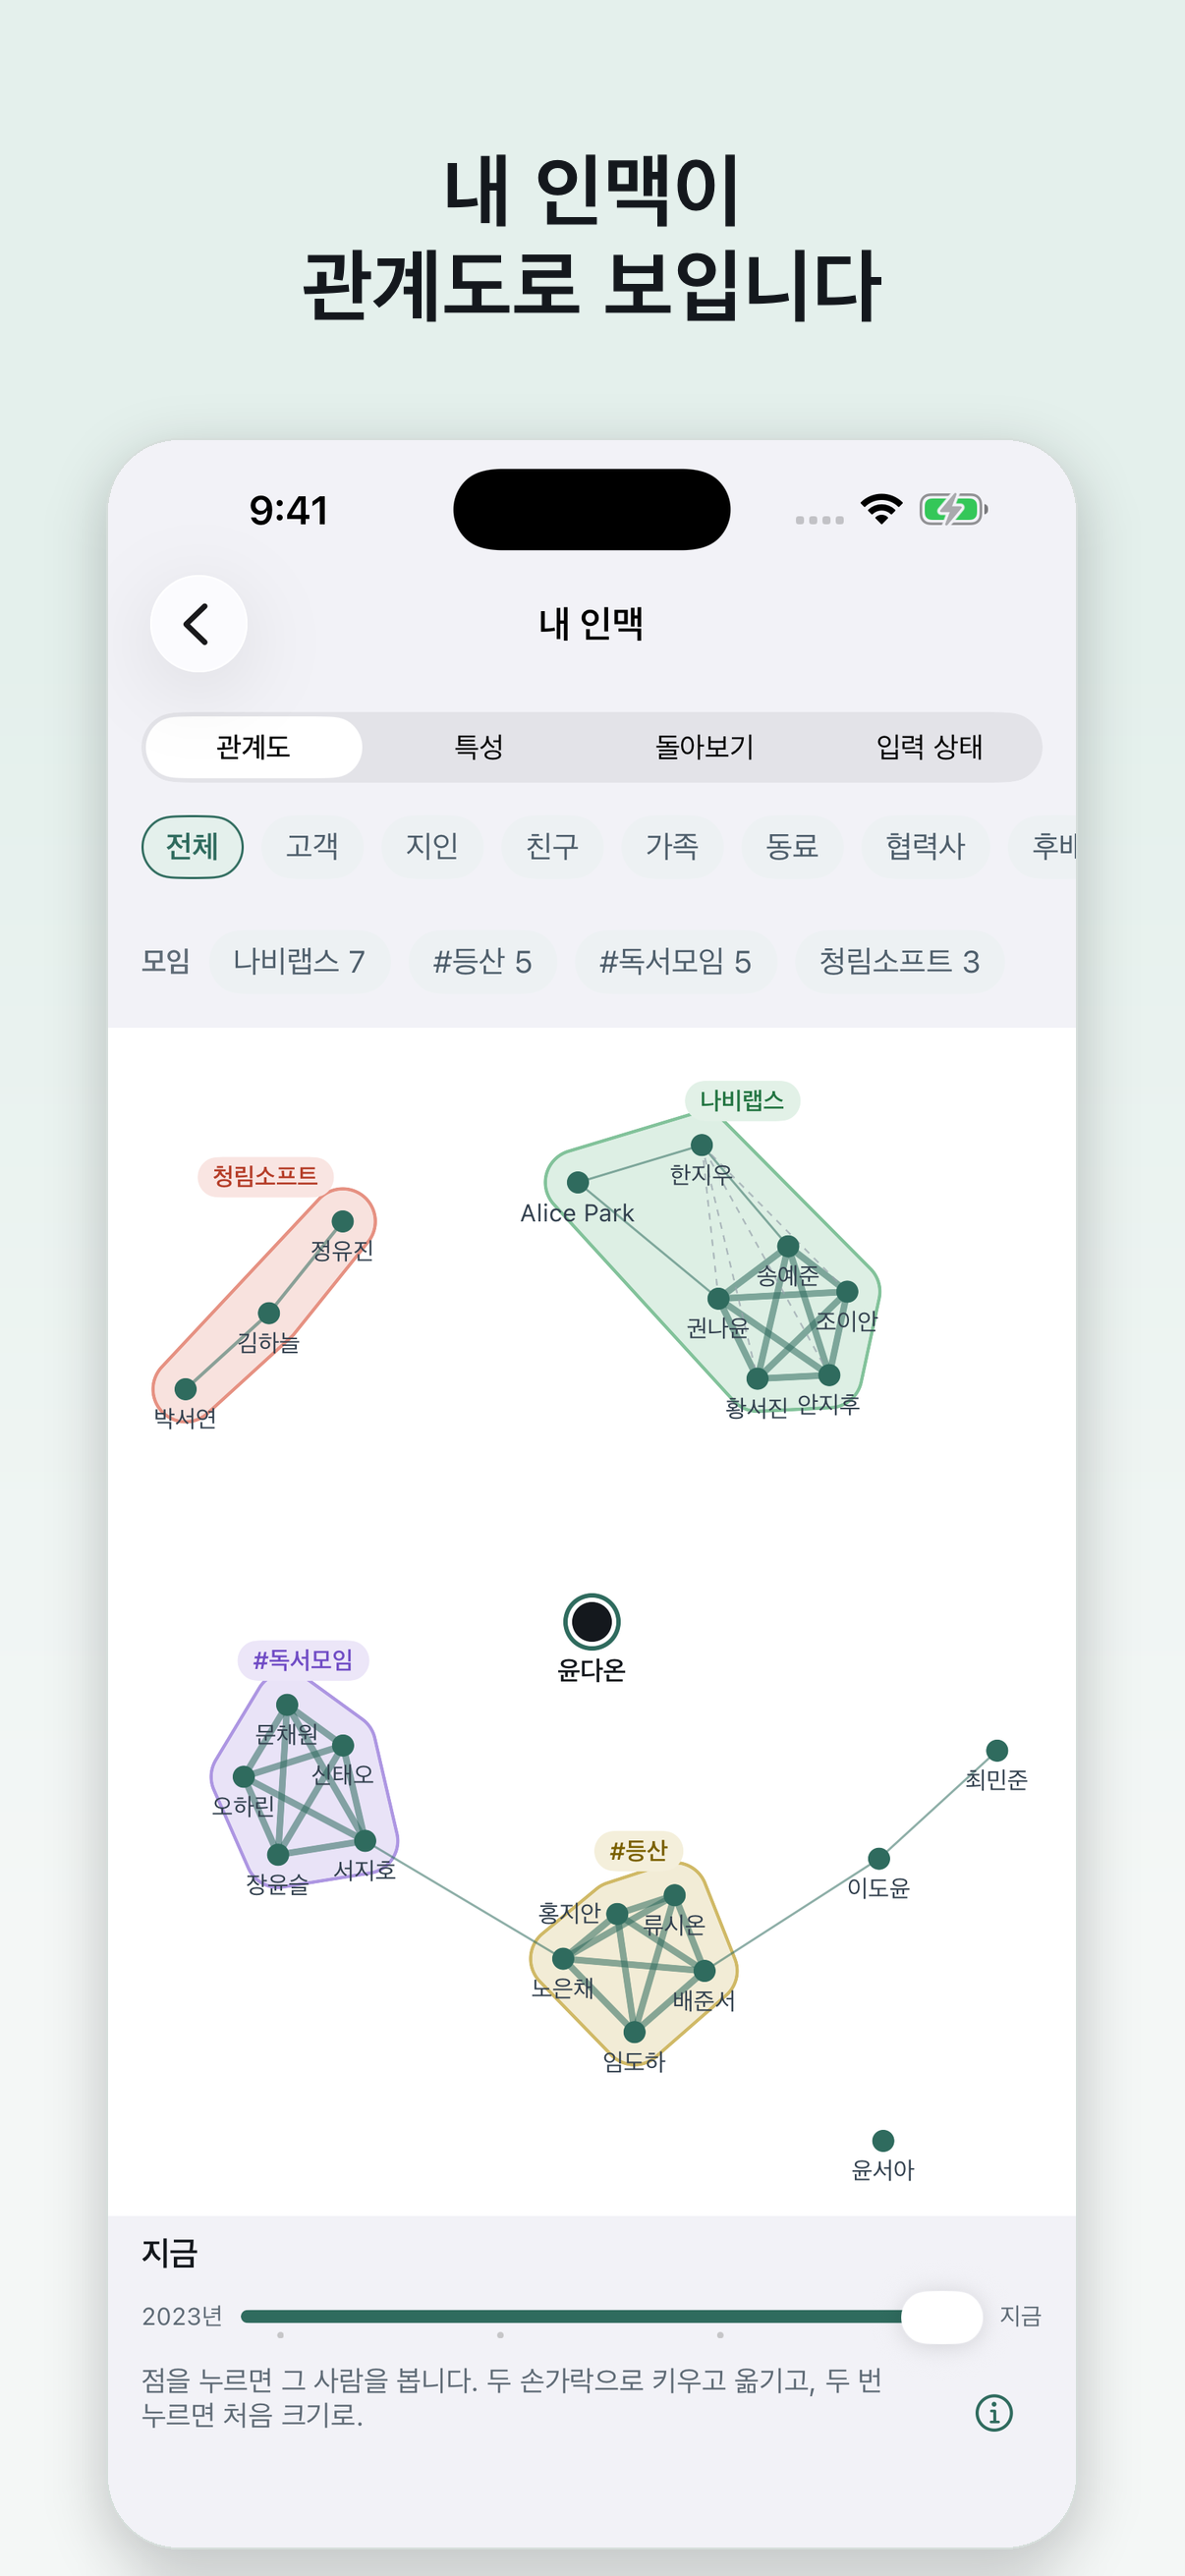 내 인맥이
관계도로 보입니다
9:41
내 인맥
관계도 특성 돌아보기 입력 상태
전체 고객 지인 친구 가족 동료 협력사
모임 나비랩스 7 #등산 5 #독서모임 5 청림소프트 3
나비랩스
청림소프트
한지우
Alice Park
정유진
송예준
권나윤
조이안
김하늘
박서연
황서진
안지후
#독서모임
윤다온
문채원
신태오
최민준
오하린
#등산
서지호
장윤슬
이도윤
홍지안
류시온
노은채
배준서
임도하
윤서아
지금
2023년 지금
점을 누르면 그 사람을 봅니다. 두 손가락으로 키우고 옮기고, 두 번
누르면 처음 크기로.